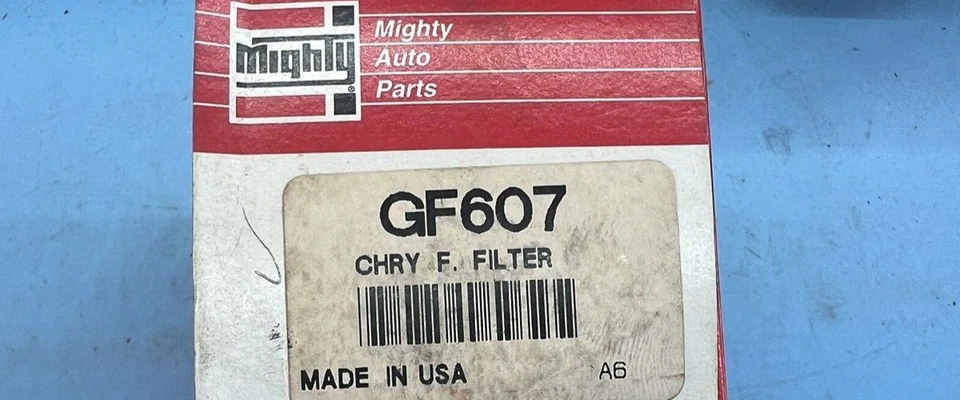 Mighty
Mighty
Auto
Parts
GF607
CHRY F. FILTER
MADE IN USA A6